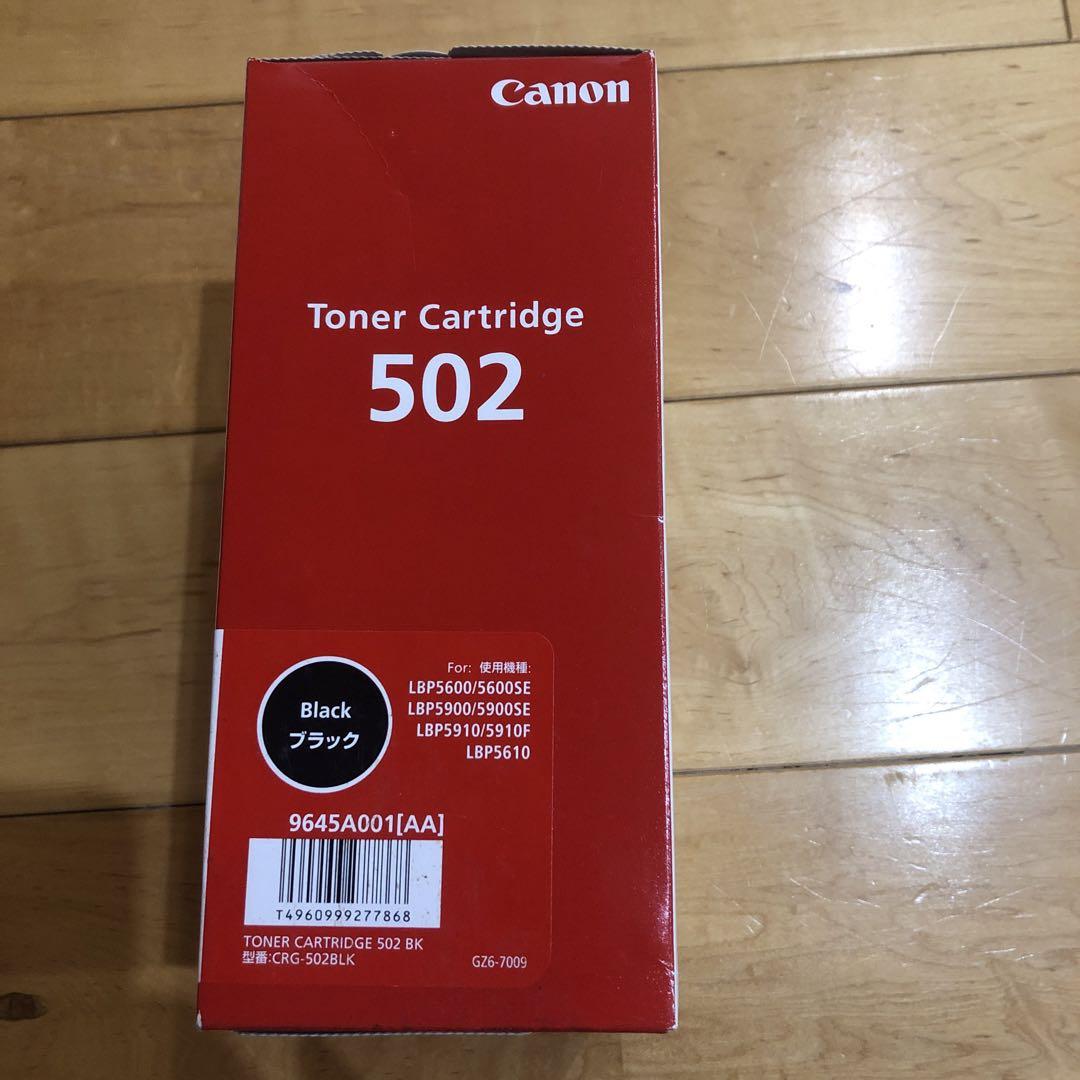 Canon
Toner Cartridge
502
For: 使用機種:
LBP5600/5600SE
LBP5900/5900SE
LBP5910/5910F
LBP5610
Black
ブラック
9645A001[AA]
T4960999277868
TONER CARTRIDGE 502 BK
型番:CRG-502BLK
GZ6-7009